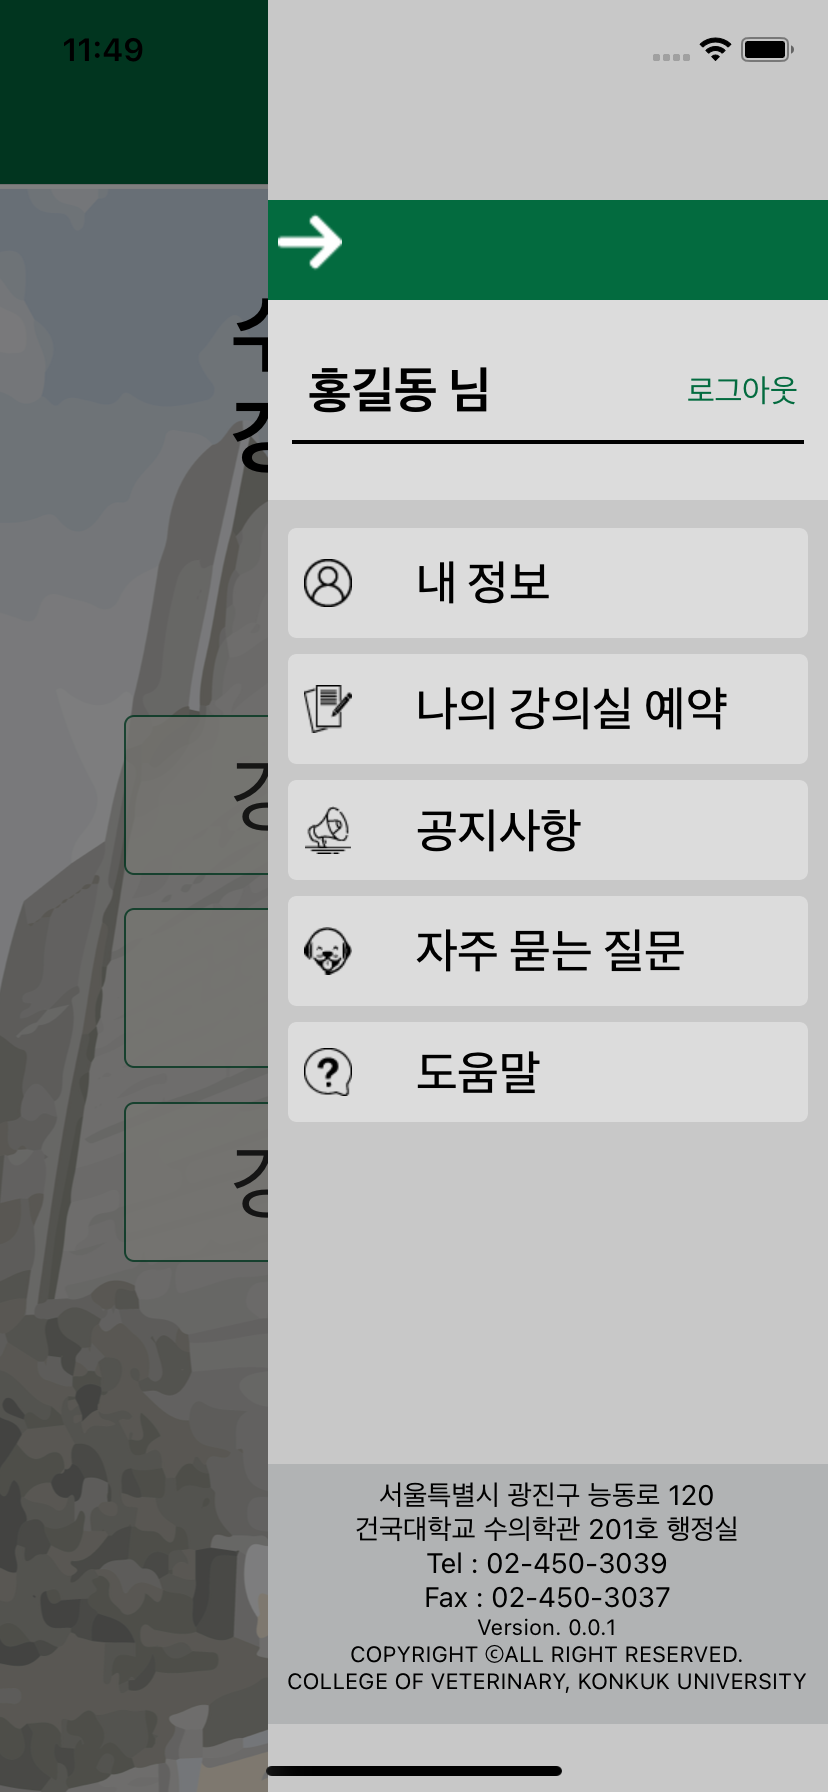 11:49
홍길동 님
로그아웃
내 정보
나의 강의실 예약
공지사항
자주 묻는 질문
도움말
서울특별시 광진구 능동로 120
건국대학교 수의학관 201호 행정실
Tel : 02-450-3039
Fax : 02-450-3037
Version. 0.0.1
COPYRIGHT ⓒALL RIGHT RESERVED.
COLLEGE OF VETERINARY, KONKUK UNIVERSITY